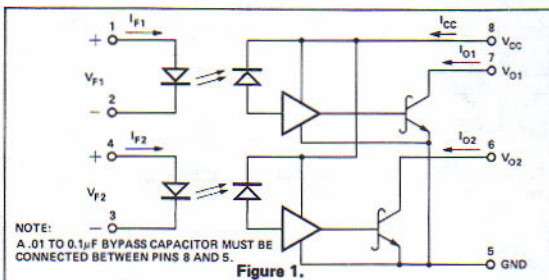 1
I_F1
+
V_F1
−
2
4
I_F2
+
V_F2
−
3
I_CC
8
V_CC
I_O1
7
V_O1
I_O2
6
V_O2
5
GND
NOTE:
A .01 TO 0.1μF BYPASS CAPACITOR MUST BE
CONNECTED BETWEEN PINS 8 AND 5.
Figure 1.